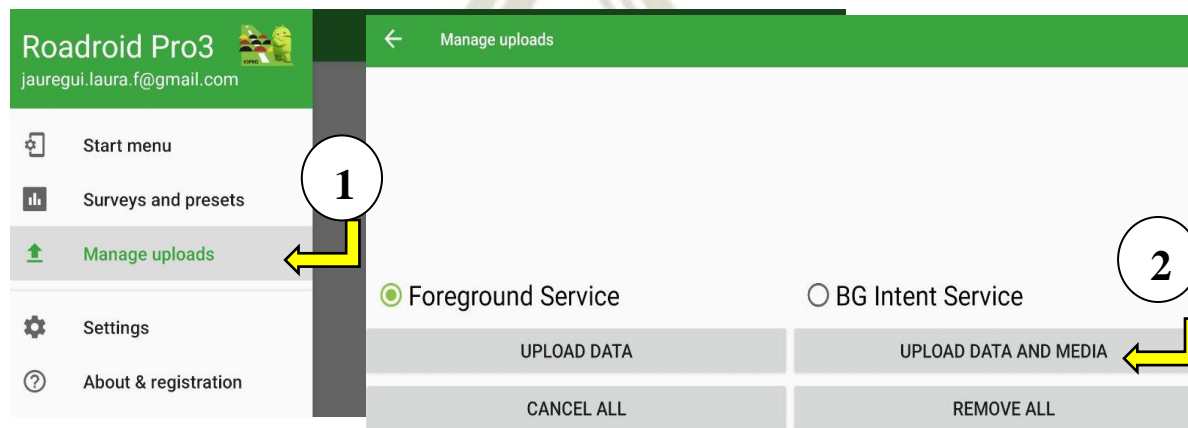 Roadroid Pro3
V3PRO
jauregui.laura.f@gmail.com
Start menu
Surveys and presets
Manage uploads
Settings
About & registration
1
Manage uploads
Foreground Service
BG Intent Service
UPLOAD DATA
UPLOAD DATA AND MEDIA
CANCEL ALL
REMOVE ALL
2